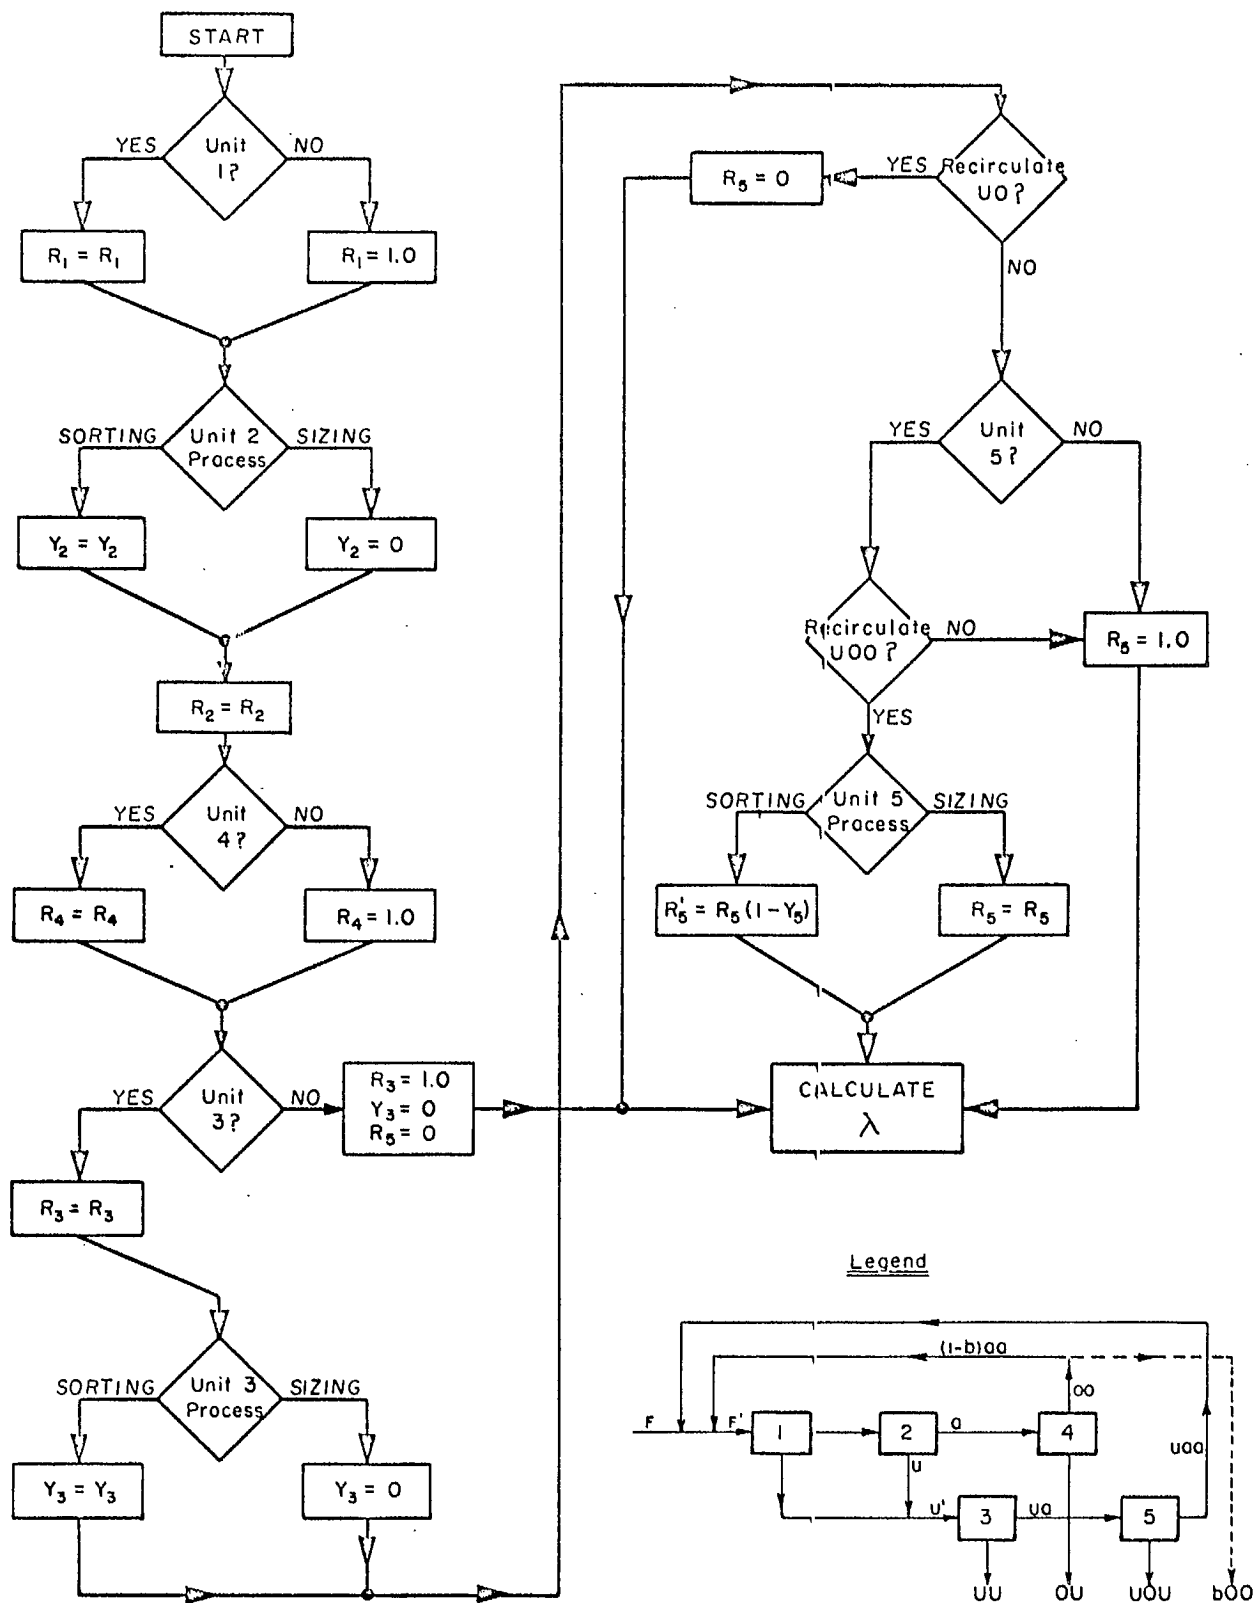 START
Unit
1?
YES
NO
R₁ = R₁
R₁ = 1.0
SORTING
Unit 2
Process
SIZING
Y₂ = Y₂
Y₂ = 0
R₂ = R₂
YES
Unit
4?
NO
R₄ = R₄
R₄ = 1.0
YES
Unit
3?
NO
R₃ = 1.0
Y₃ = 0
R₅ = 0
R₃ = R₃
SORTING
Unit 3
Process
SIZING
Y₃ = Y₃
Y₃ = 0
Recirculate
UO?
YES
R₅ = 0
NO
YES
Unit
5?
NO
Recirculate
UOO?
NO
R₅ = 1.0
YES
SORTING
Unit 5
Process
SIZING
R₅' = R₅ (1-Y₅)
R₅ = R₅
CALCULATE
λ
Legend
(1-b)oo
oo
F
F'
1
2
o
4
uoo
u
u'
3
uo
5
UU
OU
UOU
bOO